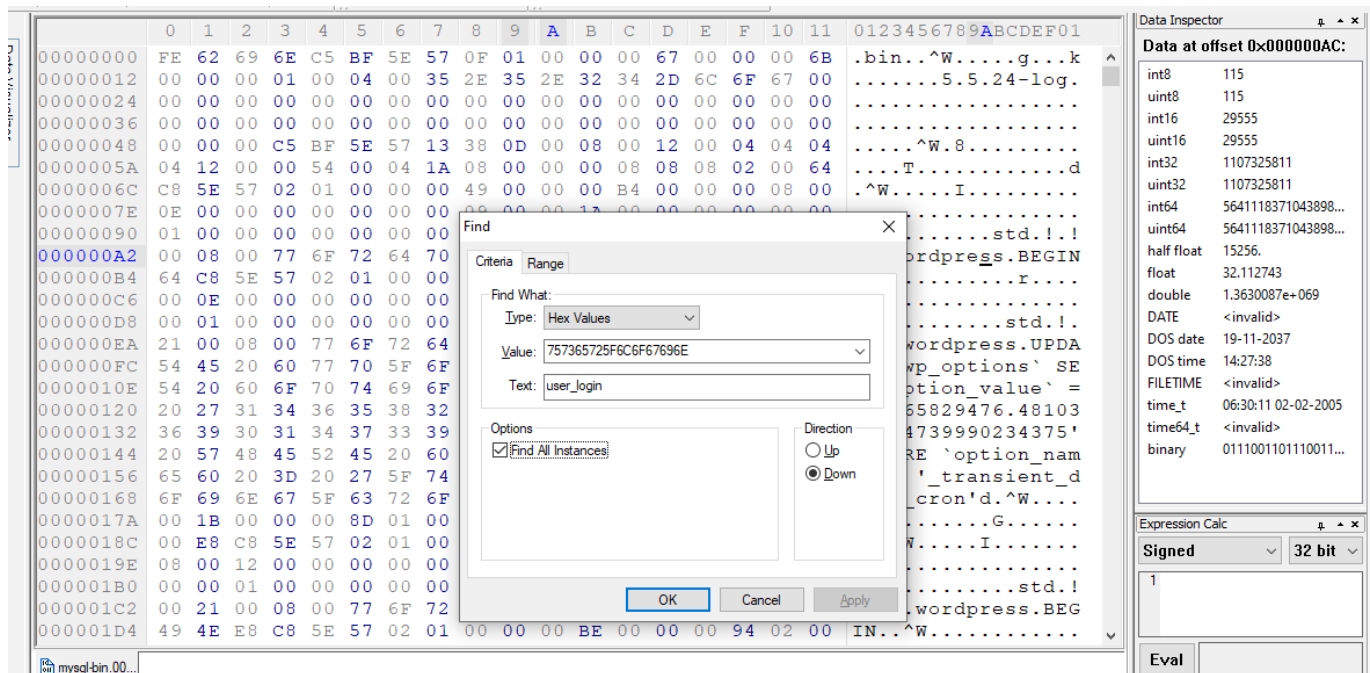 0 1 2 3 4 5 6 7 8 9 A B C D E F 10 11 0123456789ABCDEF01
00000000 FE 62 69 6E C5 BF 5E 57 0F 01 00 00 00 67 00 00 00 6B .bin..^W.....g...k
00000012 00 00 00 01 00 04 00 35 2E 35 2E 32 34 2D 6C 6F 67 00 .......5.5.24-log.
00000024 00 00 00 00 00 00 00 00 00 00 00 00 00 00 00 00 00 00 ..................
00000036 00 00 00 00 00 00 00 00 00 00 00 00 00 00 00 00 00 00 ..................
00000048 00 00 00 C5 BF 5E 57 13 38 0D 00 08 00 12 00 04 04 04 .....^W.8.........
0000005A 04 12 00 00 54 00 04 1A 08 00 00 00 08 08 08 02 00 64 ....T............d
0000006C C8 5E 57 02 01 00 00 00 49 00 00 00 B4 00 00 00 08 00 .^W.....I.........
0000007E 0E 00 00 00 00 00 00 00
00000090 01 00 00 00 00 00 00 00 .......std.!.!
000000A2 00 08 00 77 6F 72 64 70 ordpress.BEGIN
000000B4 64 C8 5E 57 02 01 00 00 .........r....
000000C6 00 0E 00 00 00 00 00 00 ..............
000000D8 00 01 00 00 00 00 00 00 ........std.!.
000000EA 21 00 08 00 77 6F 72 64 wordpress.UPDA
000000FC 54 45 20 60 77 70 5F 6F wp_options` SE
0000010E 54 20 60 6F 70 74 69 6F ption_value` =
00000120 20 27 31 34 36 35 38 32 65829476.48103
00000132 36 39 30 31 34 37 33 39 4739990234375'
00000144 20 57 48 45 52 45 20 60 RE `option_nam
00000156 65 60 20 3D 20 27 5F 74 '_transient_d
00000168 6F 69 6E 67 5F 63 72 6F _cron'd.^W....
0000017A 00 1B 00 00 00 8D 01 00 .......G......
0000018C 00 E8 C8 5E 57 02 01 00 W.....I.......
0000019E 08 00 12 00 00 00 00 00 ..............
000001B0 00 00 01 00 00 00 00 00 .........std.!
000001C2 00 21 00 08 00 77 6F 72 .wordpress.BEG
000001D4 49 4E E8 C8 5E 57 02 01 00 00 00 BE 00 00 00 94 02 00 IN..^W............
mysql-bin.00...
Find
Criteria Range
Find What:
Type: Hex Values
Value: 757365725F6C6F67696E
Text: user_login
Options
Find All Instances
Direction
Up
Down
OK Cancel Apply
Data Inspector
Data at offset 0x000000AC:
int8 115
uint8 115
int16 29555
uint16 29555
int32 1107325811
uint32 1107325811
int64 5641118371043898...
uint64 5641118371043898...
half float 15256.
float 32.112743
double 1.3630087e+069
DATE <invalid>
DOS date 19-11-2037
DOS time 14:27:38
FILETIME <invalid>
time_t 06:30:11 02-02-2005
time64_t <invalid>
binary 0111001101110011...
Expression Calc
Signed 32 bit
1
Eval